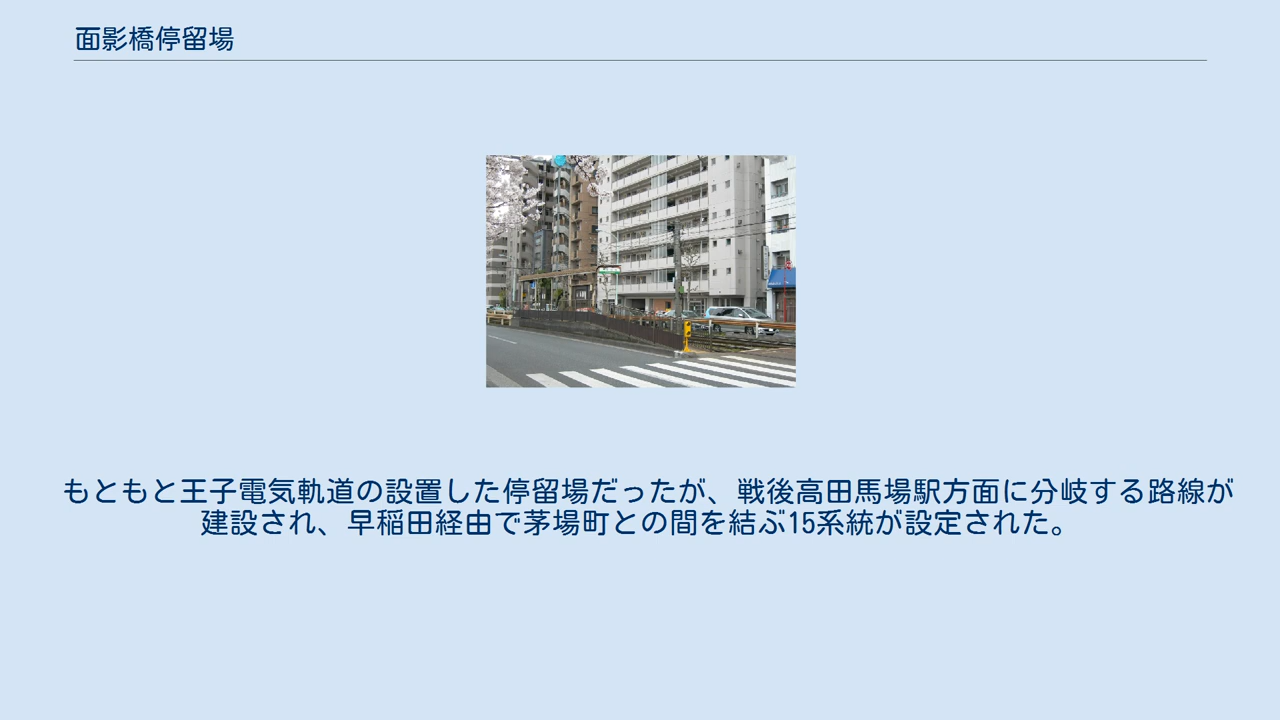 面影橋停留場
もともと王子電気軌道の設置した停留場だったが、戦後高田馬場駅方面に分岐する路線が
建設され、早稲田経由で茅場町との間を結ぶ15系統が設定された。